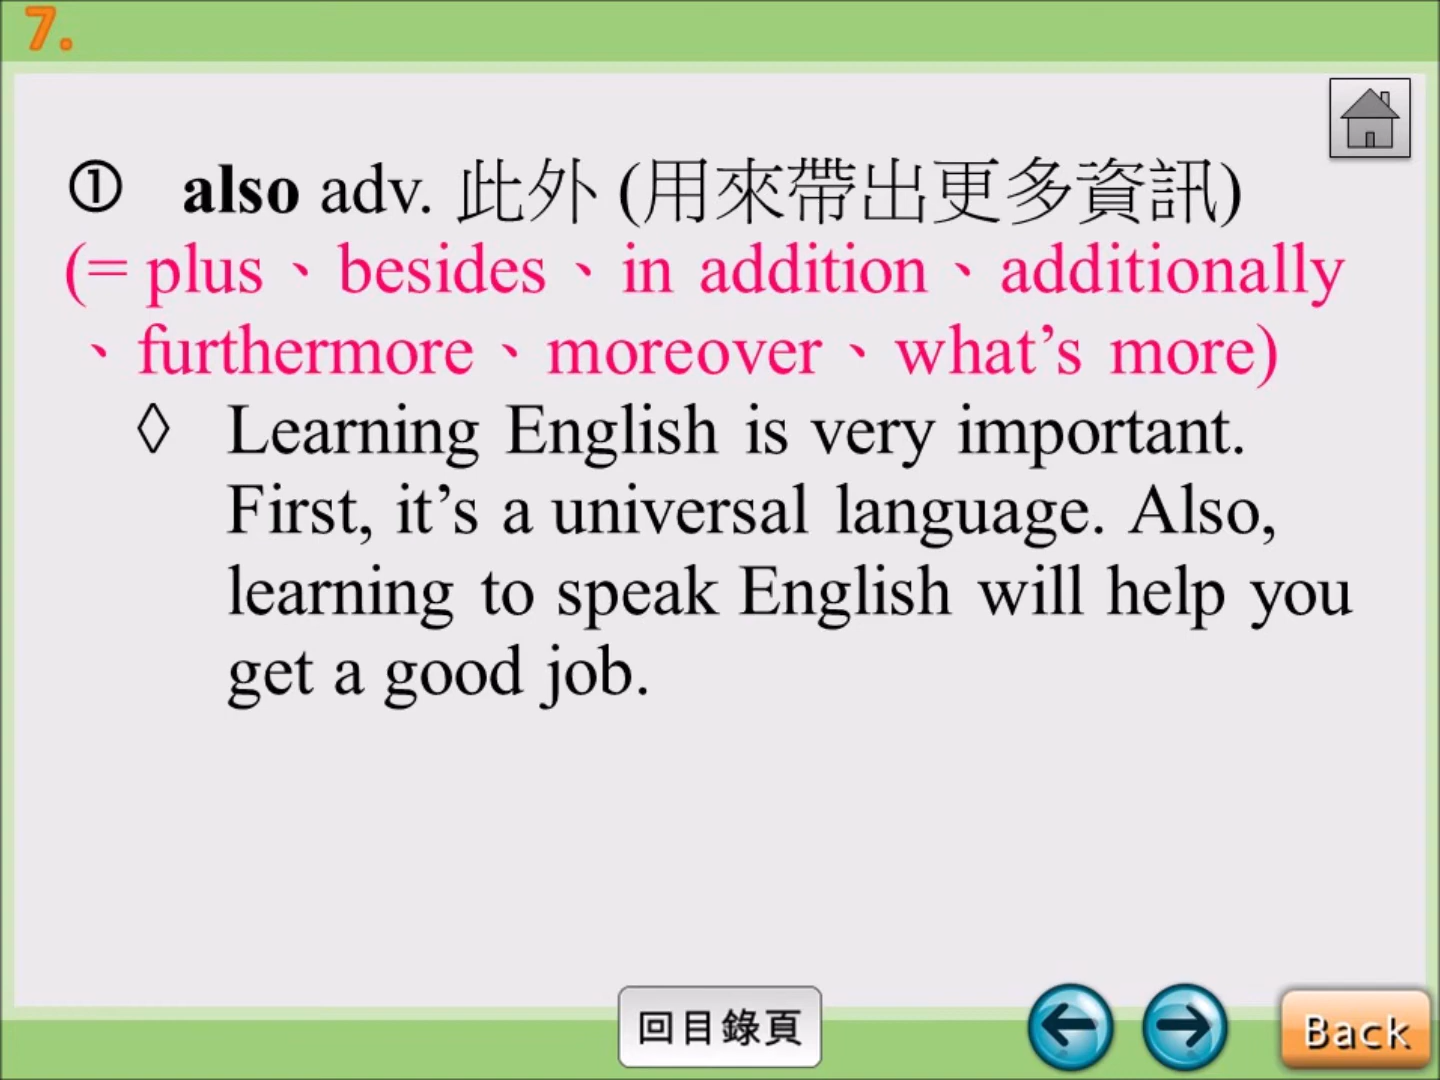 7.
① also adv. 此外 (用來帶出更多資訊)
(= plus、besides、in addition、additionally
、furthermore、moreover、what’s more)
◊ Learning English is very important.
First, it’s a universal language. Also,
learning to speak English will help you
get a good job.
回目錄頁
Back